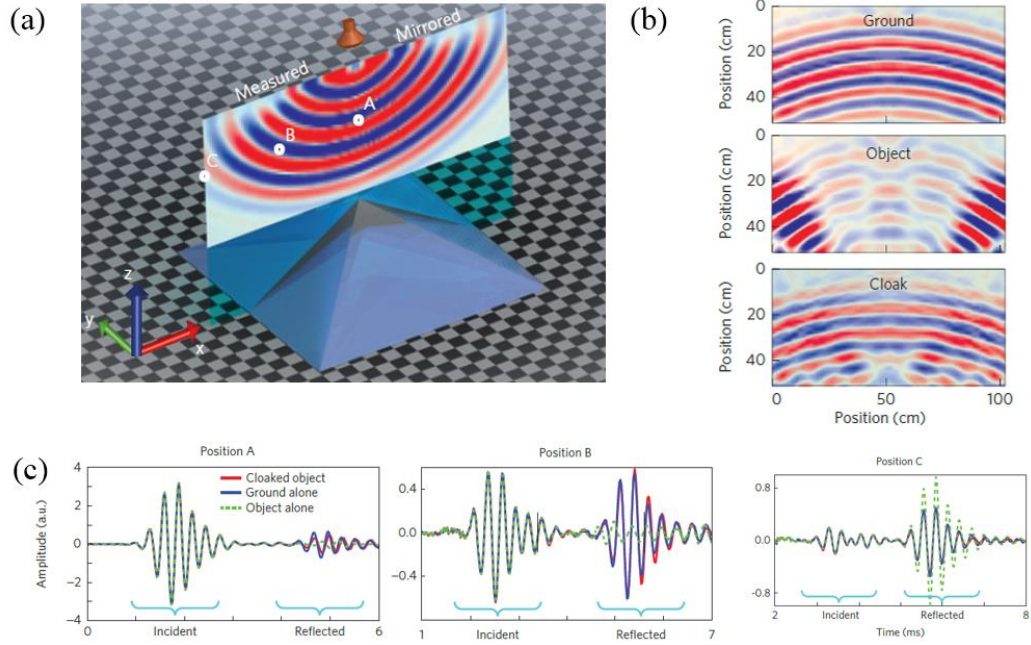 (a)
Measured
Mirrored
A
B
C
z
y
x
(b)
Ground
Position (cm)
0
20
40
Object
Position (cm)
0
20
40
Cloak
Position (cm)
0
20
40
0
50
100
Position (cm)
(c)
Position A
Amplitude (a.u.)
4
2
0
−2
−4
Cloaked object
Ground alone
Object alone
Incident
Reflected
0
6
Position B
0.4
0.0
−0.4
Incident
Reflected
1
7
Position C
0.8
0.0
-0.8
Incident
Reflected
2
8
Time (ms)